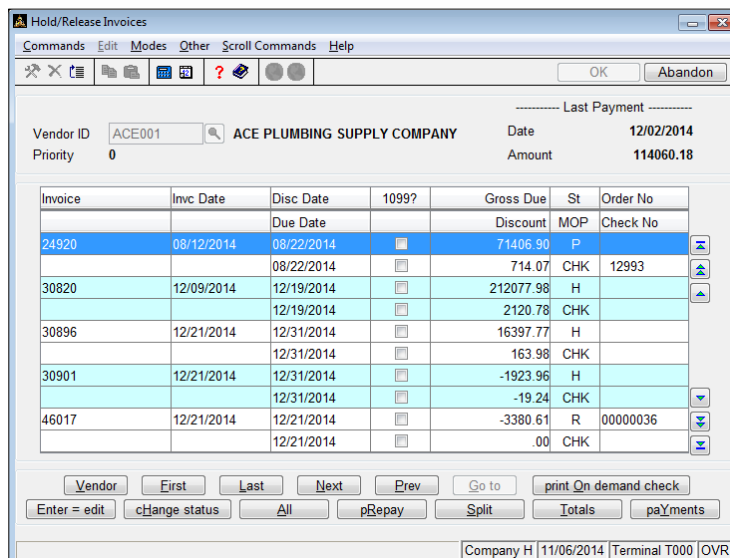 Hold/Release Invoices
Commands Edit Modes Other Scroll Commands Help
OK Abandon
----------- Last Payment -----------
Vendor ID ACE001 ACE PLUMBING SUPPLY COMPANY Date 12/02/2014
Priority 0 Amount 114060.18
Invoice Invc Date Disc Date 1099? Gross Due St Order No
Due Date Discount MOP Check No
24920 08/12/2014 08/22/2014 71406.90 P
08/22/2014 714.07 CHK 12993
30820 12/09/2014 12/19/2014 212077.98 H
12/19/2014 2120.78 CHK
30896 12/21/2014 12/31/2014 16397.77 H
12/31/2014 163.98 CHK
30901 12/21/2014 12/31/2014 -1923.96 H
12/31/2014 -19.24 CHK
46017 12/21/2014 12/21/2014 -3380.61 R 00000036
12/21/2014 .00 CHK
Vendor First Last Next Prev Go to print On demand check
Enter = edit cHange status All pRepay Split Totals paYments
Company H 11/06/2014 Terminal T000 OVR